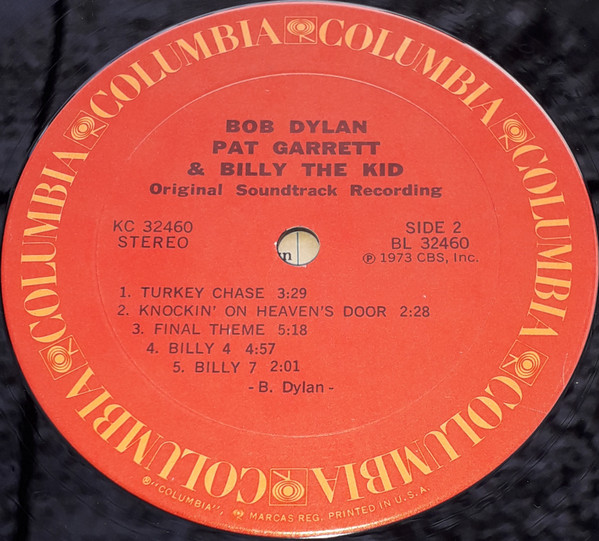 COLUMBIA COLUMBIA COLUMBIA COLUMBIA COLUMBIA COLUMBIA COLUMBIA COLUMBIA
BOB DYLAN
PAT GARRETT
& BILLY THE KID
Original Soundtrack Recording
KC 32460
STEREO
SIDE 2
BL 32460
Ⓟ 1973 CBS, Inc.
1. TURKEY CHASE 3:29
2. KNOCKIN' ON HEAVEN'S DOOR 2:28
3. FINAL THEME 5:18
4. BILLY 4 4:57
5. BILLY 7 2:01
- B. Dylan -
® "COLUMBIA", MARCAS REG. PRINTED IN U.S.A.